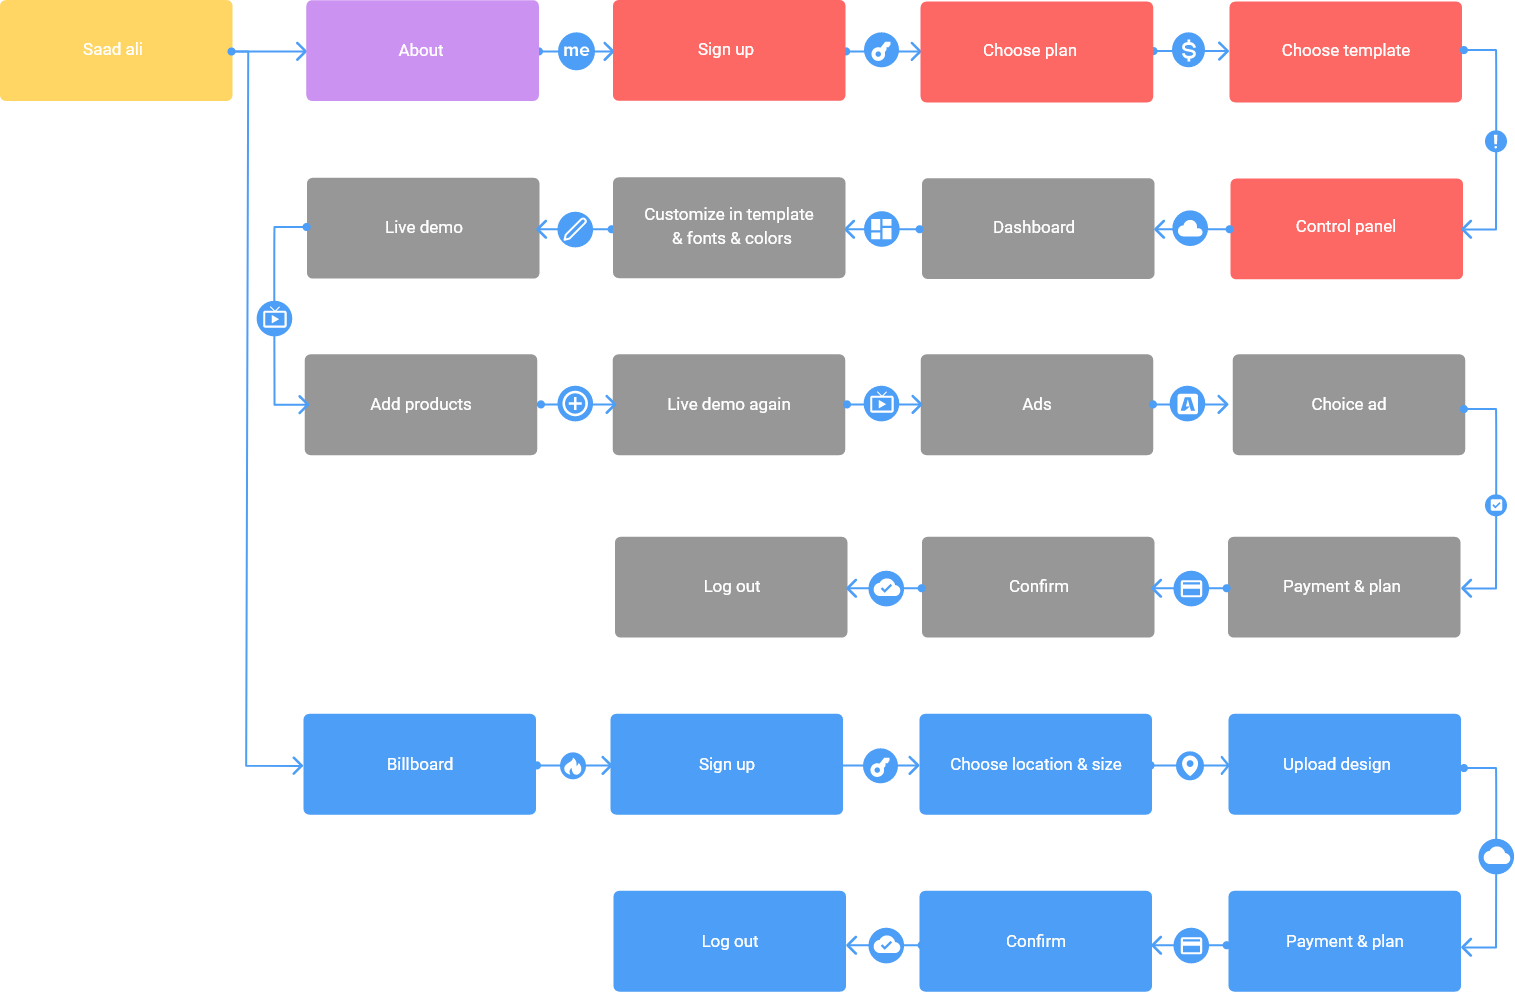 Saad ali
About
me
Sign up
Choose plan
$
Choose template
!
Live demo
Customize in template
& fonts & colors
Dashboard
Control panel
Add products
Live demo again
Ads
A
Choice ad
Log out
Confirm
Payment & plan
Billboard
Sign up
Choose location & size
Upload design
Log out
Confirm
Payment & plan